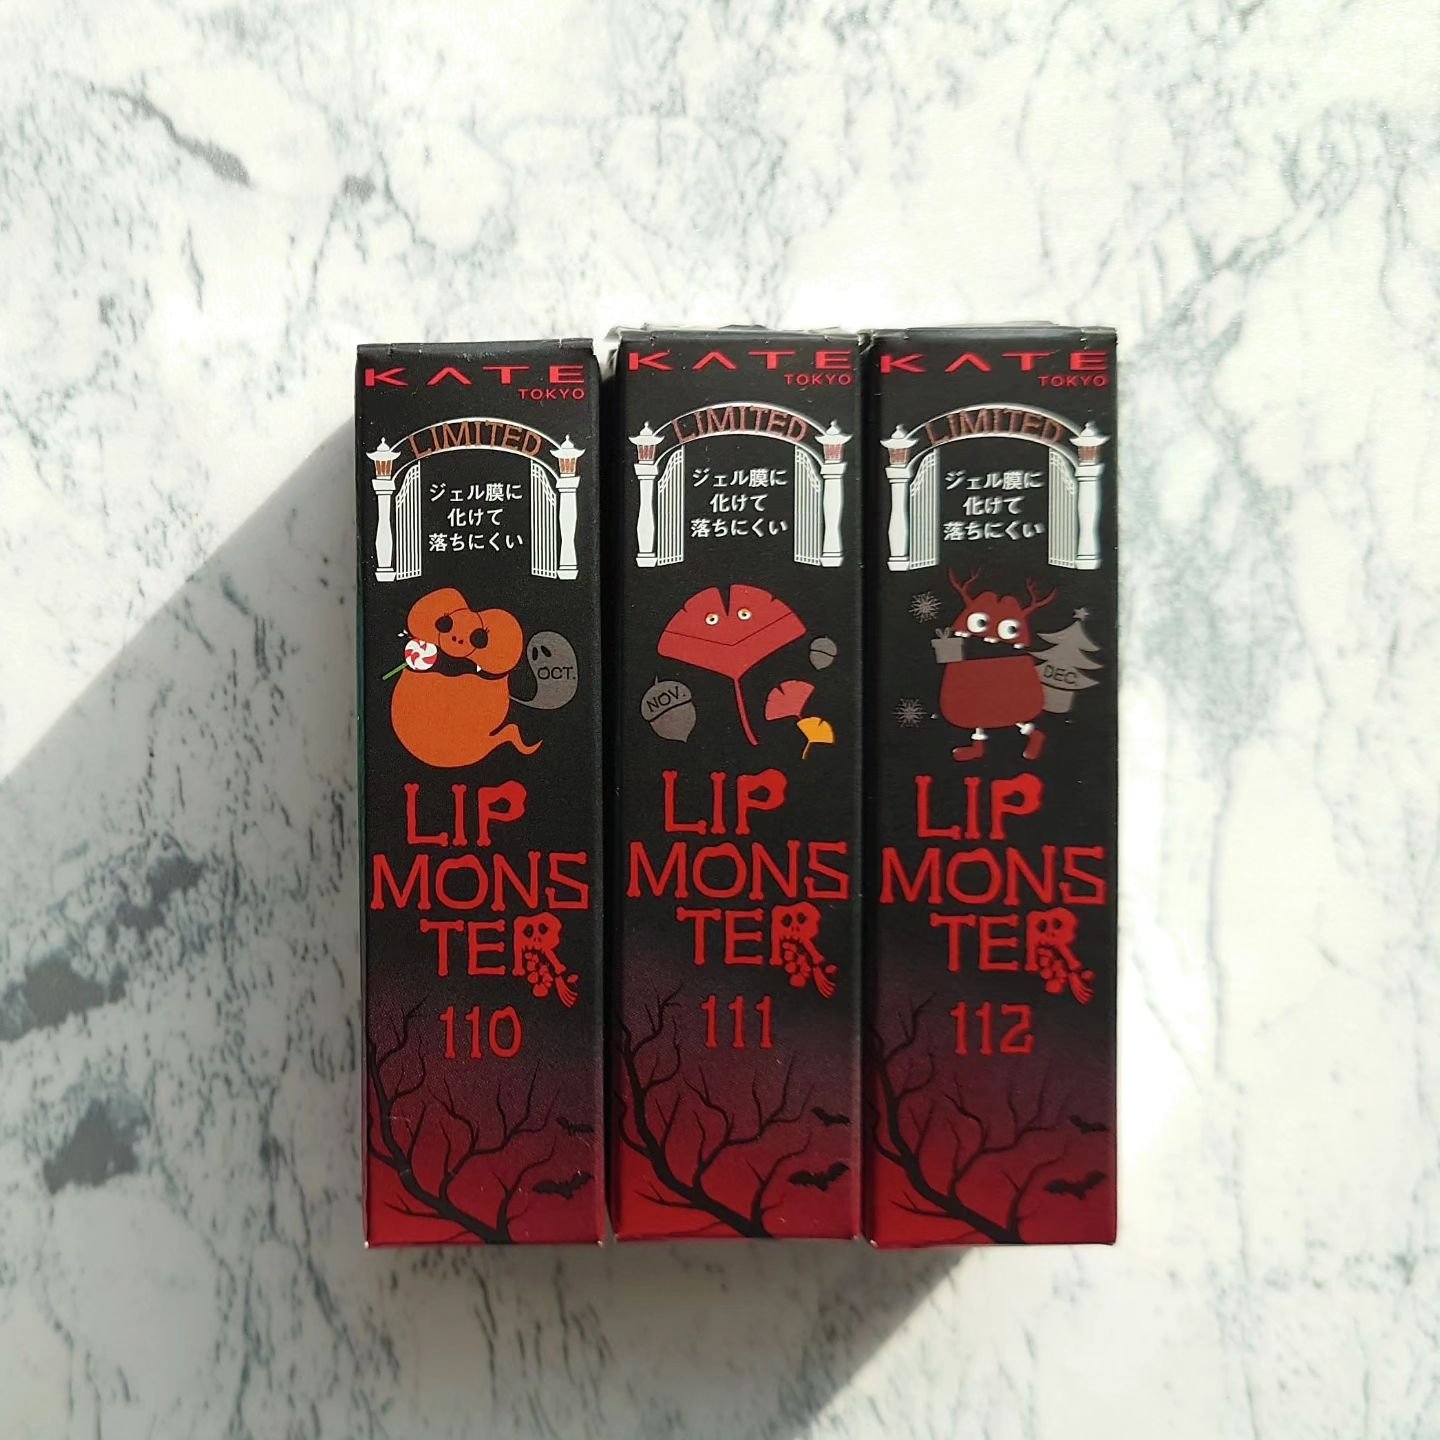 KATE
TOKYO
LIMITED
ジェル膜に
化けて
落ちにくい
OCT.
LIP
MONS
TER
110
KATE
TOKYO
LIMITED
ジェル膜に
化けて
落ちにくい
NOV.
LIP
MONS
TER
111
KATE
TOKYO
LIMITED
ジェル膜に
化けて
落ちにくい
DEC.
LIP
MONS
TER
112